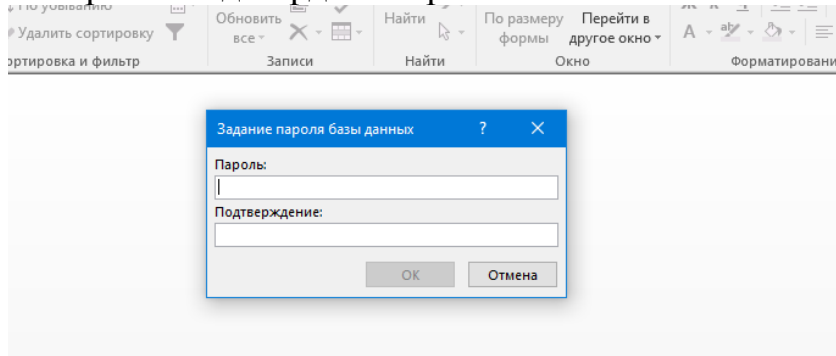 По убыванию
Удалить сортировку
ортировка и фильтр
Обновить
все
Записи
Найти
Найти
По размеру
формы
Перейти в
другое окно
Окно
Ж К Ч
А
ab
Форматировани
Задание пароля базы данных ? ×
Пароль:
Подтверждение:
ОК
Отмена